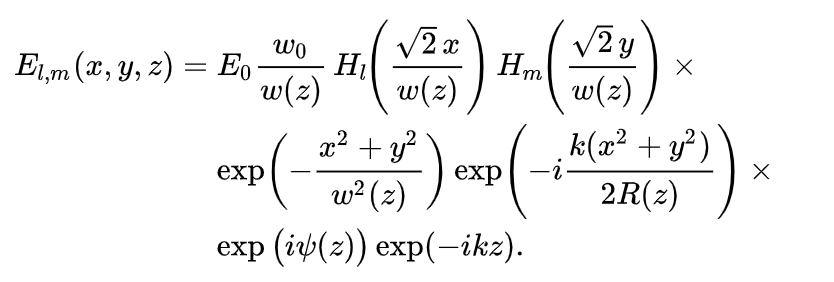 E_{l,m}(x, y, z) = E_0 \frac{w_0}{w(z)} H_l\left(\frac{\sqrt{2}\,x}{w(z)}\right) H_m\left(\frac{\sqrt{2}\,y}{w(z)}\right) \times
\exp\left(-\frac{x^2 + y^2}{w^2(z)}\right) \exp\left(-i\frac{k(x^2 + y^2)}{2R(z)}\right) \times
\exp\left(i\psi(z)\right) \exp(-ikz).